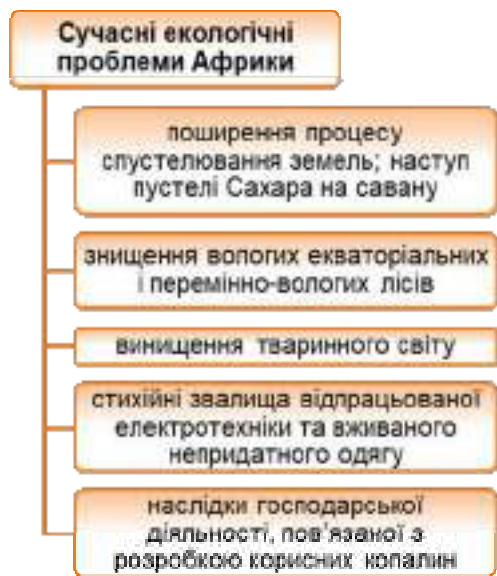 Сучасні екологічні
проблеми Африки
поширення процесу
спустелювання земель; наступ
пустелі Сахара на савану
знищення вологих екваторіальних
і перемінно-вологих лісів
винищення тваринного світу
стихійні звалища відпрацьованої
електротехніки та вживаного
непридатного одягу
наслідки господарської
діяльності, пов'язаної з
розробкою корисних копалин